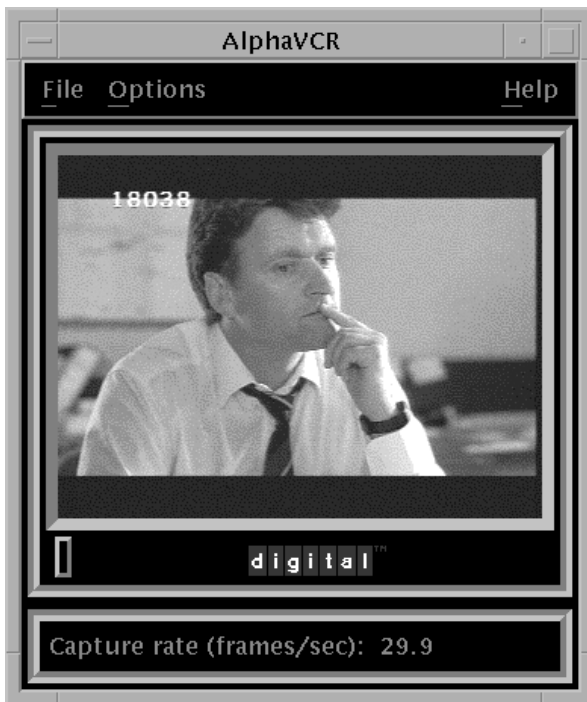 AlphaVCR
File Options Help
18038
digital™
Capture rate (frames/sec): 29.9